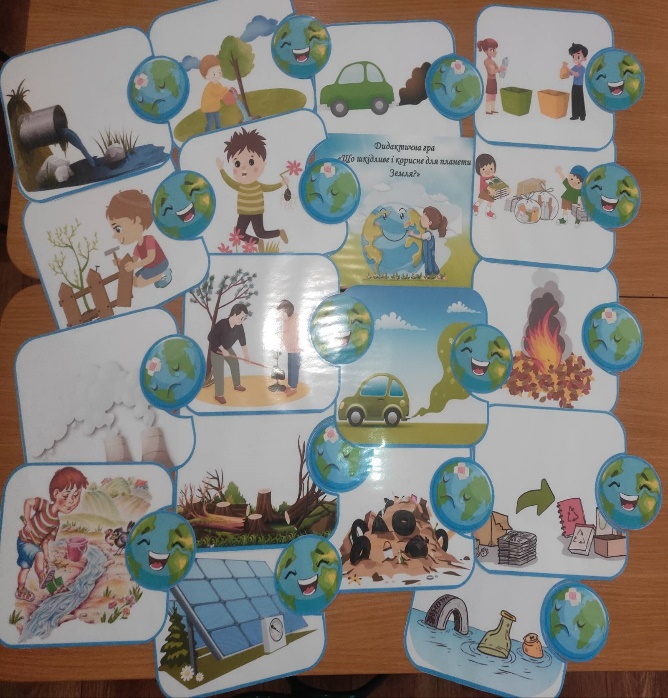 Дидактична гра
«Що шкідливе і корисне для планети
Земля?»